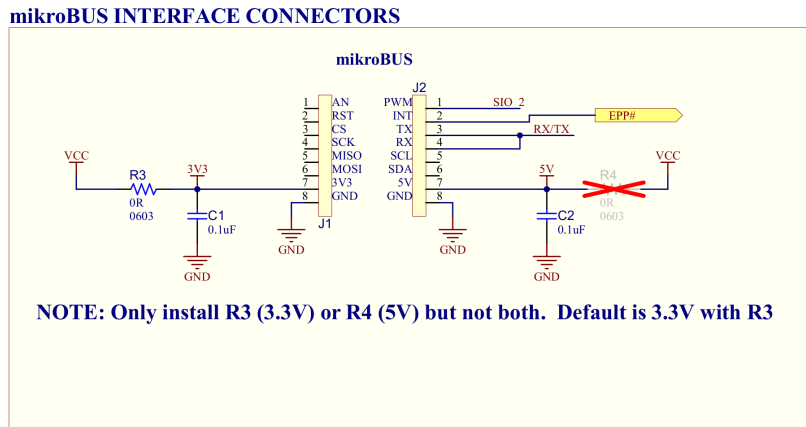 mikroBUS INTERFACE CONNECTORS
mikroBUS
J2
1 AN
2 RST
3 CS
4 SCK
5 MISO
6 MOSI
7 3V3
8 GND
J1
PWM 1 SIO_2
INT 2 EPP#
TX 3 RX/TX
RX 4
SCL 5
SDA 6
5V 7
GND 8
VCC
R3
0R
0603
3V3
C1
0.1uF
GND
GND
GND
5V
C2
0.1uF
GND
R4
0R
0603
VCC
NOTE: Only install R3 (3.3V) or R4 (5V) but not both. Default is 3.3V with R3